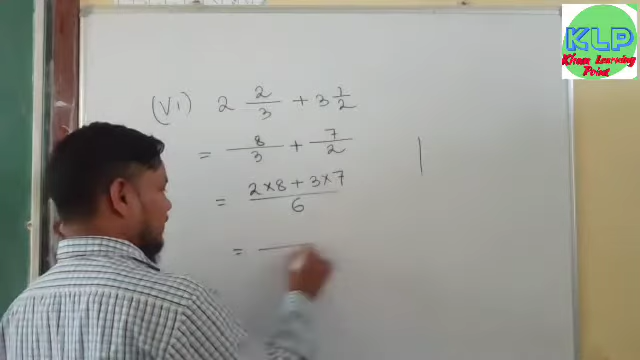 KLP
Khan Learning
Point
(vi) 2 2/3 + 3 1/2
= 8/3 + 7/2
= 2×8 + 3×7 / 6
=